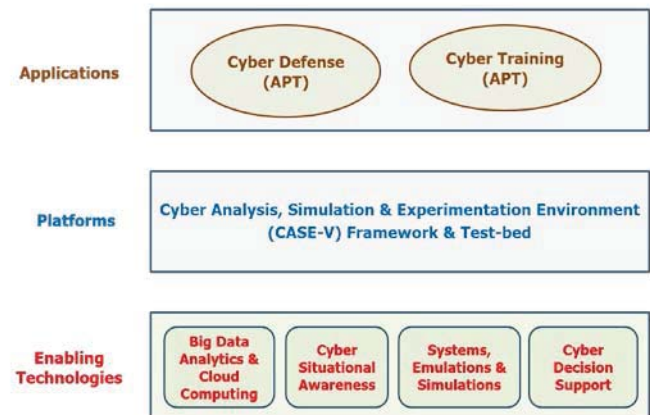 Applications
Cyber Defense
(APT)
Cyber Training
(APT)
Platforms
Cyber Analysis, Simulation & Experimentation Environment
(CASE-V) Framework & Test-bed
Enabling
Technologies
Big Data
Analytics &
Cloud
Computing
Cyber
Situational
Awareness
Systems,
Emulations &
Simulations
Cyber
Decision
Support